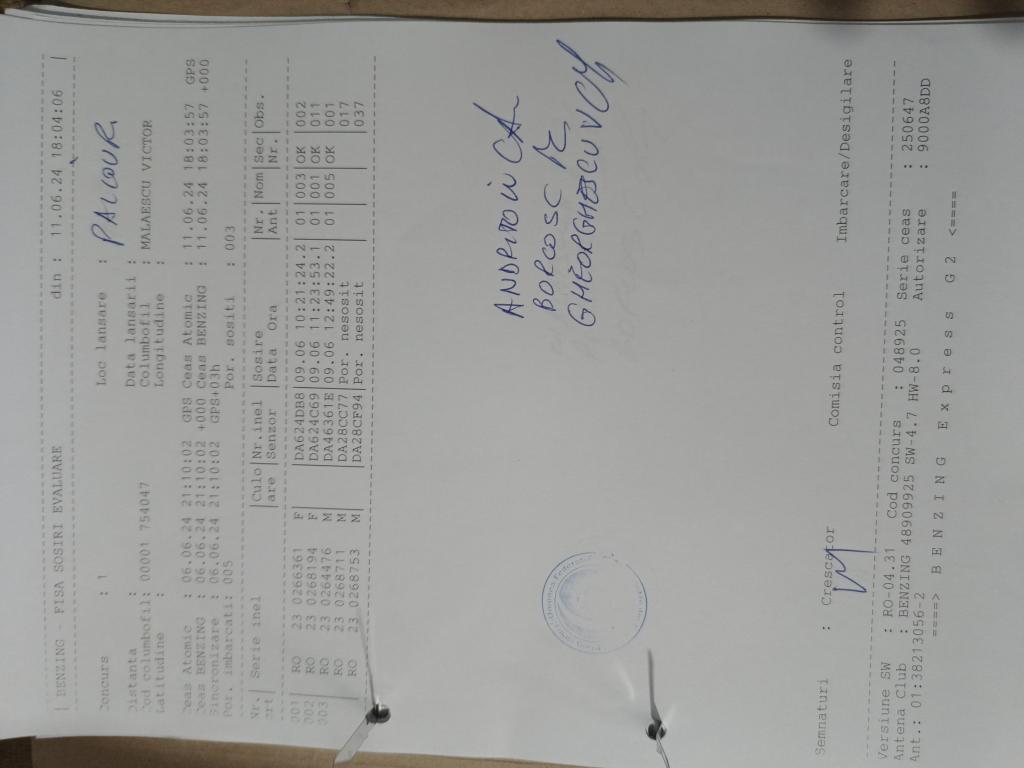 | BENZING - FISA SOSIRI EVALUARE din : 11.06.24 18:04:06 |
Concurs : 1 Loc lansare : PALCOUR.
Distanta : Data lansarii :
Cod columbofil: 00001 754047 Columbofil : MALAESCU VICTOR
Latitudine : Longitudine :
Ceas Atomic : 06.06.24 21:10:02 GPS Ceas Atomic : 11.06.24 18:03:57 GPS
Ceas BENZING : 06.06.24 21:10:02 +000 Ceas BENZING : 11.06.24 18:03:57 +000
Sincronizare : 06.06.24 21:10:02 GPS+03h
Por. imbarcati: 005 Por. sositi : 003
Nr.| Serie inel |Culo|Nr.inel |Sosire |Nr.|Nom|Sec|Obs.
crt| |are |Senzor |Data Ora |Ant| |Nr.|
001 | RO 23 0266361 F | |DA624DB8|09.06 10:21:24.2| 01|003|OK |002
002 | RO 23 0268194 F | |DA624C69|09.06 11:23:53.1| 01|001|OK |011
003 | RO 23 0264476 M | |DA46361E|09.06 12:49:22.2| 01|005|OK |001
| RO 23 0268711 M | |DA28CC77|Por. nesosit | | | |017
| RO 23 0268753 M | |DA28CF94|Por. nesosit | | | |037
BORCOSC R
Semnaturi : Crescator Comisia control Imbarcare/Desigilare
Versiune SW : RO-04.31 Cod concurs : 048925 Serie ceas : 250647
Antena Club : BENZING 48909925 SW-4.7 HW-8.0 Autorizare : 9000A8DD
Ant.: 01:38213056-2
====> B E N Z I N G E x p r e s s G 2 <====